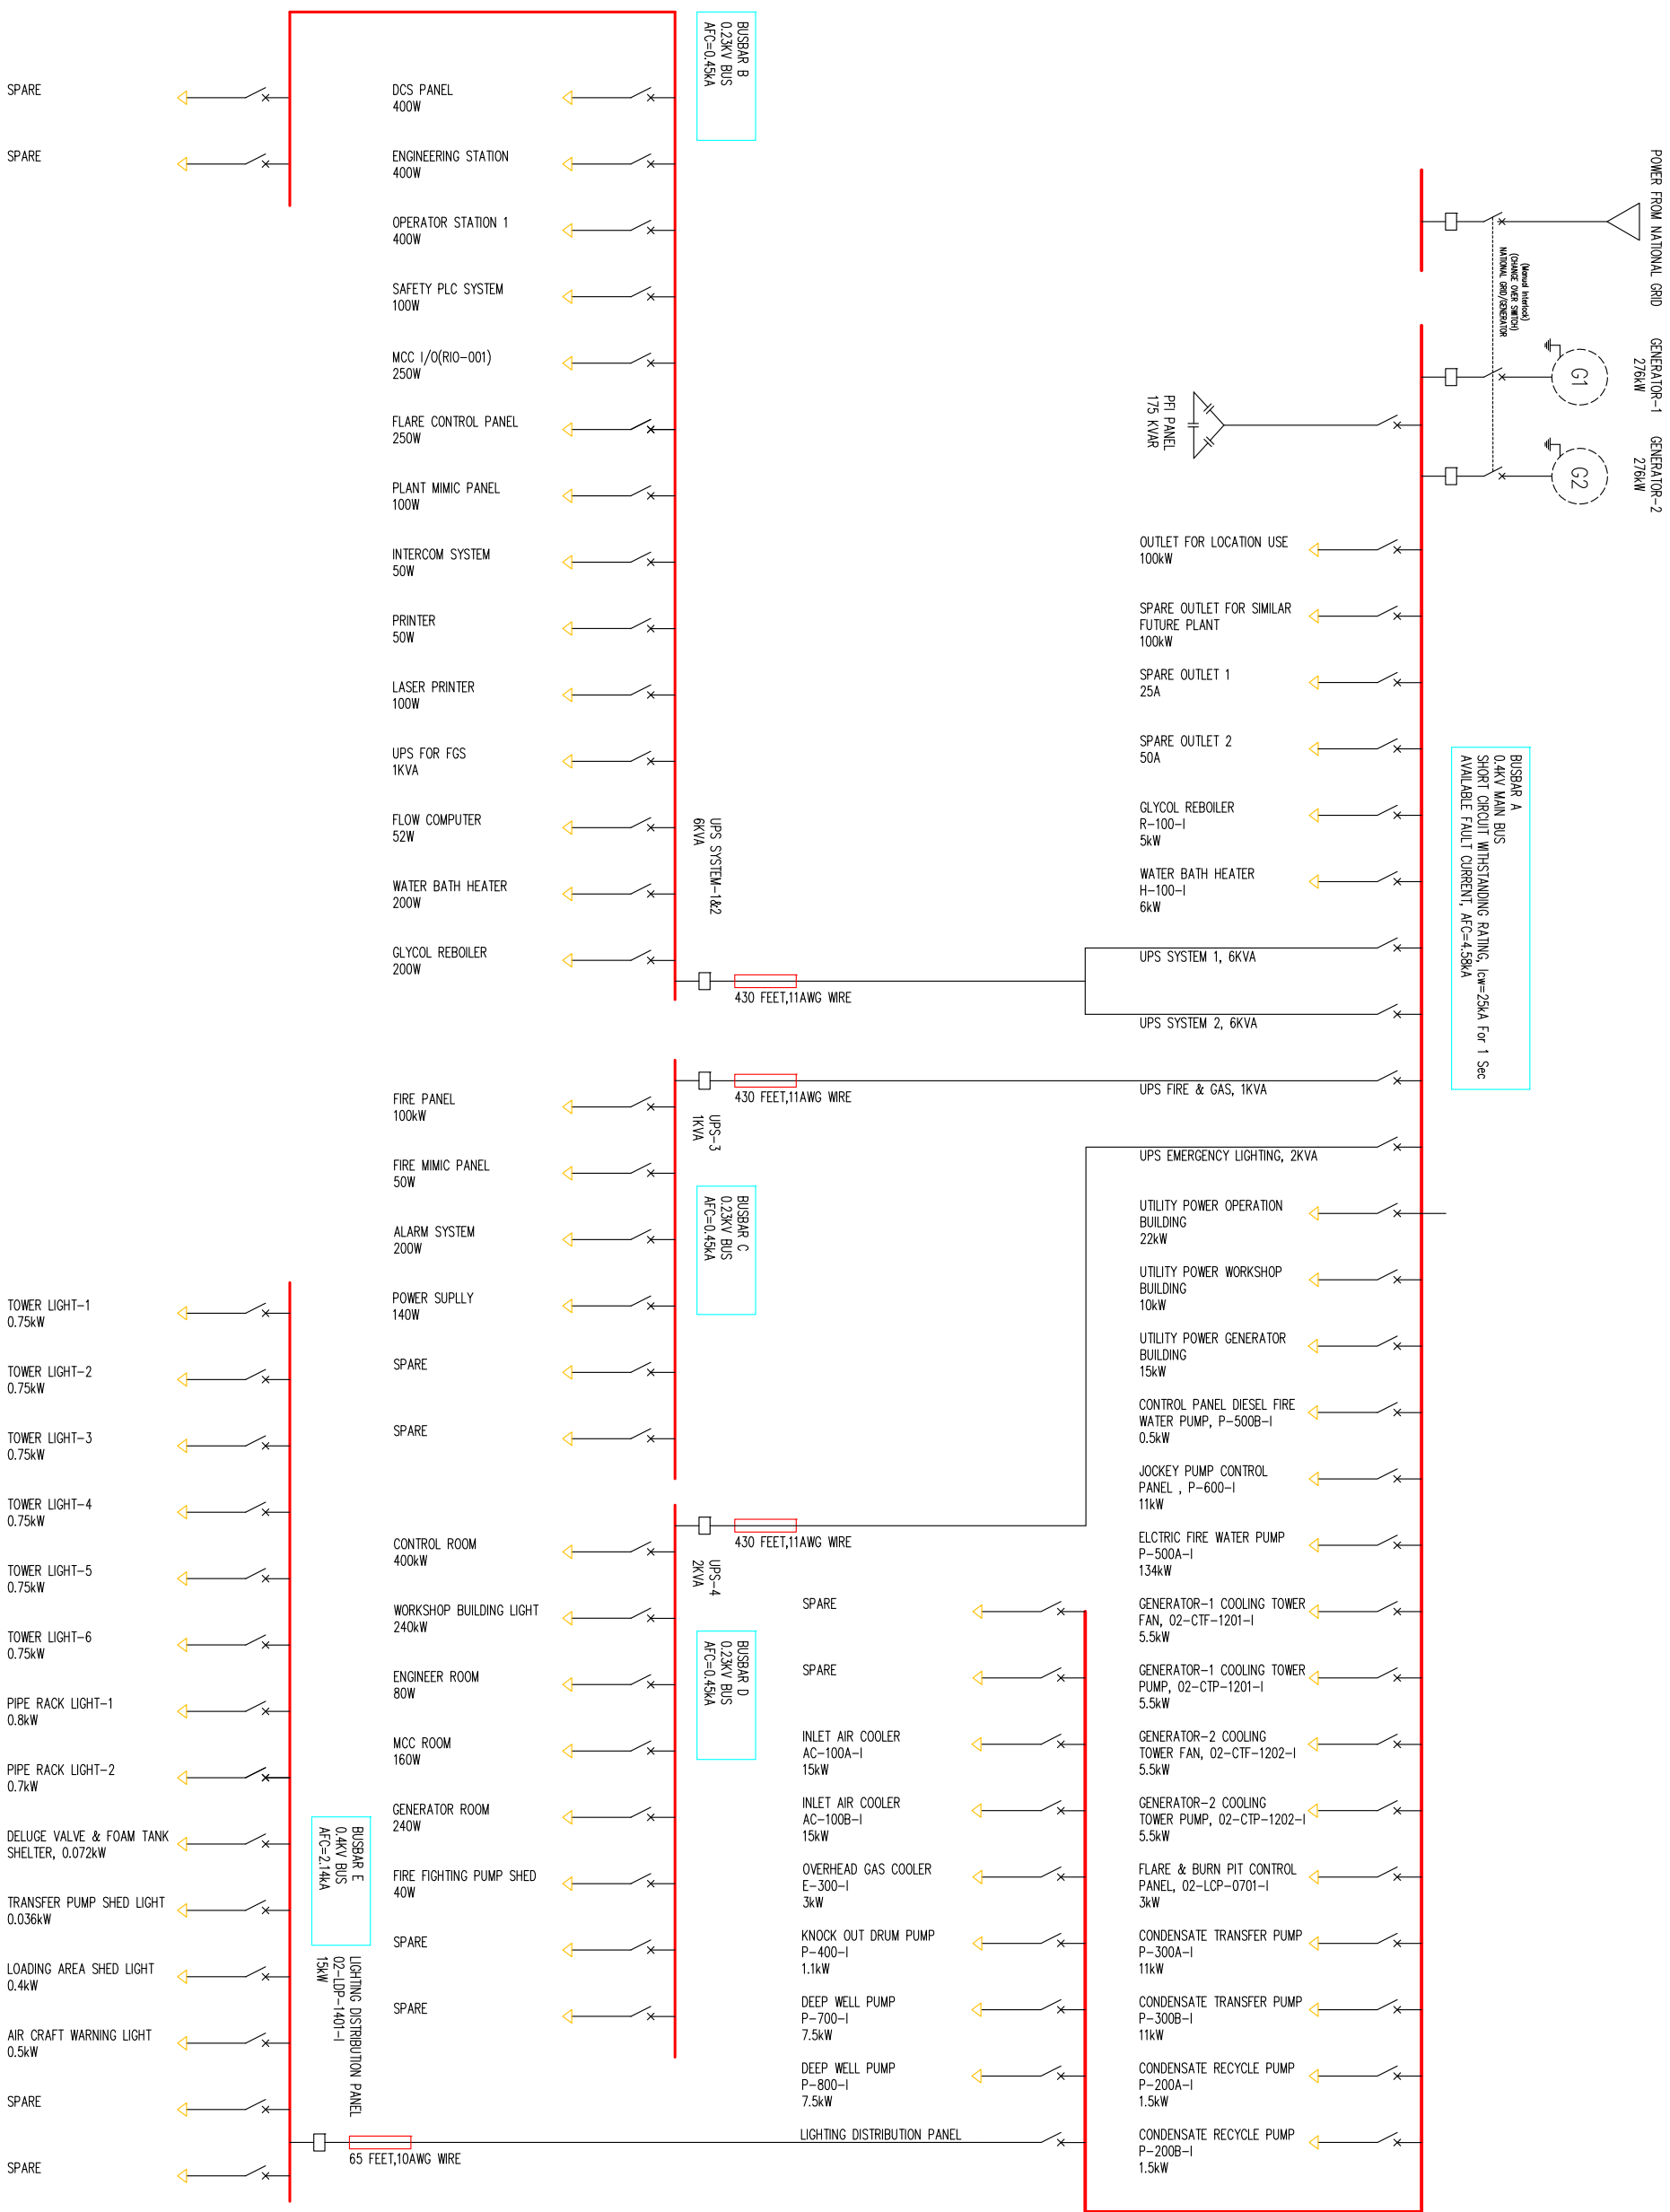 POWER FROM NATIONAL GRID
GENERATOR-1
276kW
GENERATOR-2
276kW
G1
G2
(Manual Interlock)
(CHANGE OVER SWITCH)
NATIONAL GRID/GENERATOR
PFI PANEL
175 KVAR
BUSBAR A
0.4KV MAIN BUS
SHORT CIRCUIT WITHSTANDING RATING, Icw=25kA For 1 Sec
AVAILABLE FAULT CURRENT, AFC=4.58kA
OUTLET FOR LOCATION USE
100kW
SPARE OUTLET FOR SIMILAR
FUTURE PLANT
100kW
SPARE OUTLET 1
25A
SPARE OUTLET 2
50A
GLYCOL REBOILER
R-100-I
5kW
WATER BATH HEATER
H-100-I
6kW
UPS SYSTEM 1, 6KVA
UPS SYSTEM 2, 6KVA
UPS FIRE & GAS, 1KVA
UPS EMERGENCY LIGHTING, 2KVA
UTILITY POWER OPERATION
BUILDING
22kW
UTILITY POWER WORKSHOP
BUILDING
10kW
UTILITY POWER GENERATOR
BUILDING
15kW
CONTROL PANEL DIESEL FIRE
WATER PUMP, P-500B-I
0.5kW
JOCKEY PUMP CONTROL
PANEL , P-600-I
11kW
ELCTRIC FIRE WATER PUMP
P-500A-I
134kW
GENERATOR-1 COOLING TOWER
FAN, 02-CTF-1201-I
5.5kW
GENERATOR-1 COOLING TOWER
PUMP, 02-CTP-1201-I
5.5kW
GENERATOR-2 COOLING
TOWER FAN, 02-CTF-1202-I
5.5kW
GENERATOR-2 COOLING
TOWER PUMP, 02-CTP-1202-I
5.5kW
FLARE & BURN PIT CONTROL
PANEL, 02-LCP-0701-I
3kW
CONDENSATE TRANSFER PUMP
P-300A-I
11kW
CONDENSATE TRANSFER PUMP
P-300B-I
11kW
CONDENSATE RECYCLE PUMP
P-200A-I
1.5kW
CONDENSATE RECYCLE PUMP
P-200B-I
1.5kW
SPARE
SPARE
INLET AIR COOLER
AC-100A-I
15kW
INLET AIR COOLER
AC-100B-I
15kW
OVERHEAD GAS COOLER
E-300-I
3kW
KNOCK OUT DRUM PUMP
P-400-I
1.1kW
DEEP WELL PUMP
P-700-I
7.5kW
DEEP WELL PUMP
P-800-I
7.5kW
LIGHTING DISTRIBUTION PANEL
BUSBAR B
0.23KV BUS
AFC=0.45kA
DCS PANEL
400W
ENGINEERING STATION
400W
OPERATOR STATION 1
400W
SAFETY PLC SYSTEM
100W
MCC I/O(RIO-001)
250W
FLARE CONTROL PANEL
250W
PLANT MIMIC PANEL
100W
INTERCOM SYSTEM
50W
PRINTER
50W
LASER PRINTER
100W
UPS FOR FGS
1KVA
FLOW COMPUTER
52W
WATER BATH HEATER
200W
GLYCOL REBOILER
200W
UPS SYSTEM-1&2
6KVA
430 FEET,11AWG WIRE
SPARE
SPARE
430 FEET,11AWG WIRE
UPS-3
1KVA
BUSBAR C
0.23KV BUS
AFC=0.45kA
FIRE PANEL
100kW
FIRE MIMIC PANEL
50W
ALARM SYSTEM
200W
POWER SUPLLY
140W
SPARE
SPARE
430 FEET,11AWG WIRE
UPS-4
2KVA
BUSBAR D
0.23KV BUS
AFC=0.45kA
CONTROL ROOM
400kW
WORKSHOP BUILDING LIGHT
240kW
ENGINEER ROOM
80W
MCC ROOM
160W
GENERATOR ROOM
240W
FIRE FIGHTING PUMP SHED
40W
SPARE
SPARE
TOWER LIGHT-1
0.75kW
TOWER LIGHT-2
0.75kW
TOWER LIGHT-3
0.75kW
TOWER LIGHT-4
0.75kW
TOWER LIGHT-5
0.75kW
TOWER LIGHT-6
0.75kW
PIPE RACK LIGHT-1
0.8kW
PIPE RACK LIGHT-2
0.7kW
DELUGE VALVE & FOAM TANK
SHELTER, 0.072kW
TRANSFER PUMP SHED LIGHT
0.036kW
LOADING AREA SHED LIGHT
0.4kW
AIR CRAFT WARNING LIGHT
0.5kW
SPARE
SPARE
BUSBAR E
0.4KV BUS
AFC=2.14kA
LIGHTING DISTRIBUTION PANEL
02-LDP-1401-I
15kW
65 FEET,10AWG WIRE